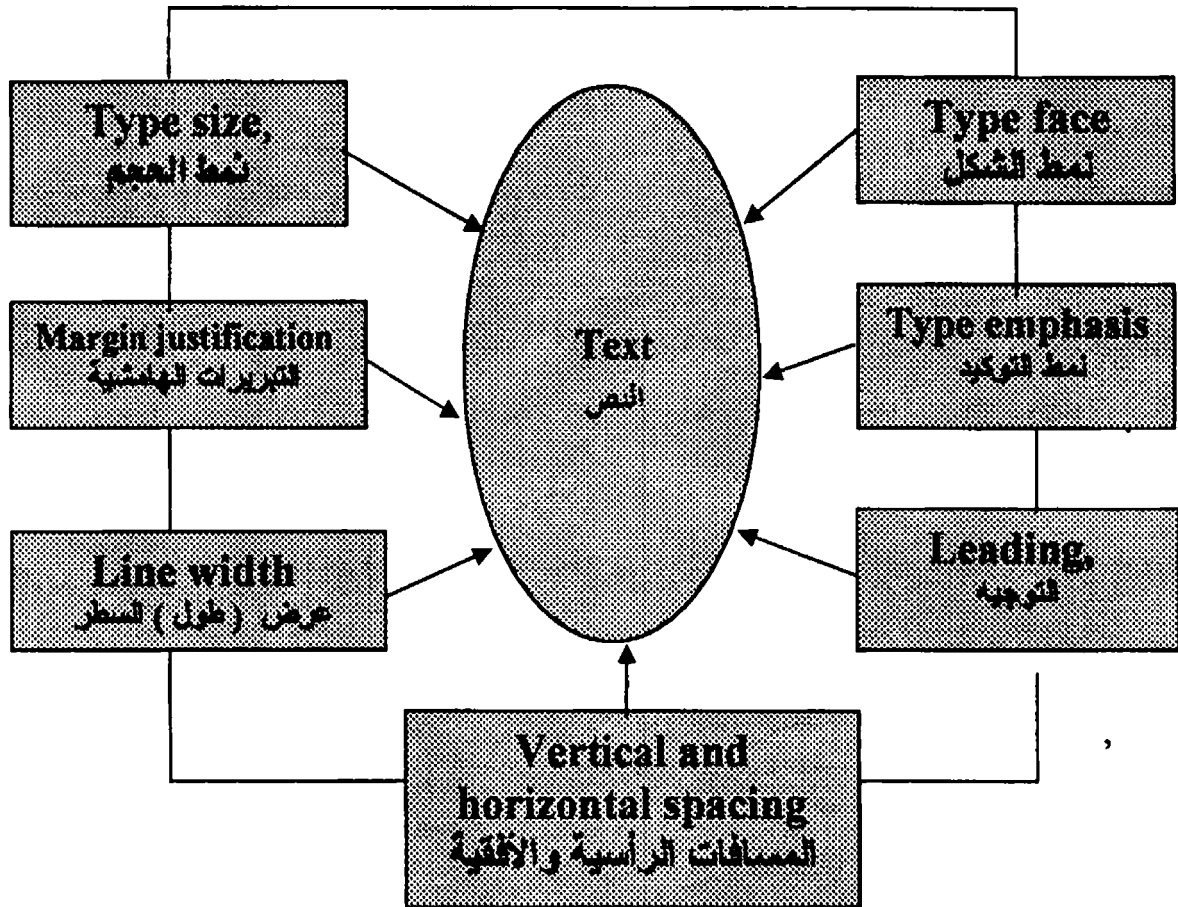 Type size,
نمط الحجم
Type face
نمط الشكل
Margin justification
التبريرات الهامشية
Text
النص
Type emphasis
نمط التوكيد
Line width
عرض ( طول ) السطر
Leading,
التوجيه
Vertical and
horizontal spacing
المسافات الرأسية والأفقية